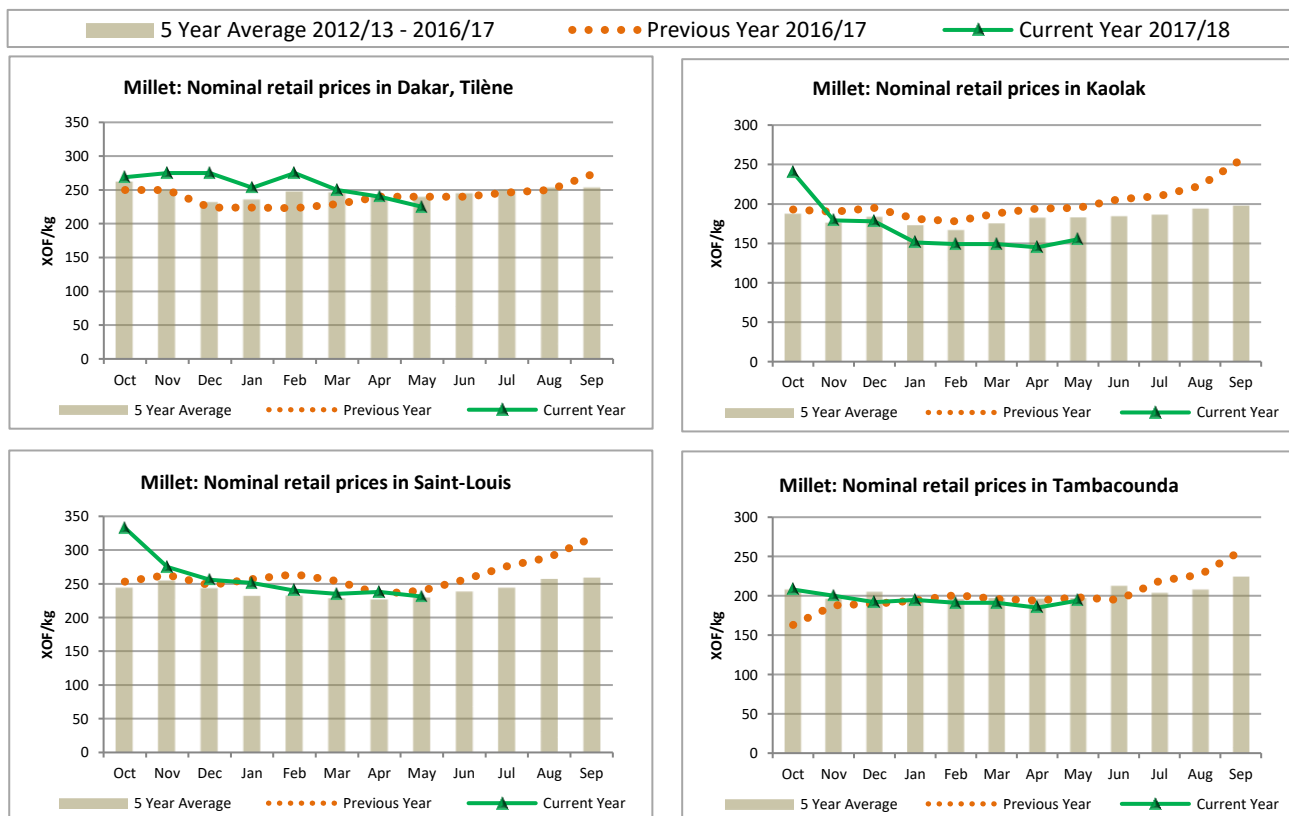 5 Year Average 2012/13 - 2016/17 Previous Year 2016/17 Current Year 2017/18
Millet: Nominal retail prices in Dakar, Tilène
XOF/kg
350
300
250
200
150
100
50
0
Oct Nov Dec Jan Feb Mar Apr May Jun Jul Aug Sep
5 Year Average Previous Year Current Year
Millet: Nominal retail prices in Kaolak
XOF/kg
300
250
200
150
100
50
0
Oct Nov Dec Jan Feb Mar Apr May Jun Jul Aug Sep
5 Year Average Previous Year Current Year
Millet: Nominal retail prices in Saint-Louis
XOF/kg
350
300
250
200
150
100
50
0
Oct Nov Dec Jan Feb Mar Apr May Jun Jul Aug Sep
5 Year Average Previous Year Current Year
Millet: Nominal retail prices in Tambacounda
XOF/kg
300
250
200
150
100
50
0
Oct Nov Dec Jan Feb Mar Apr May Jun Jul Aug Sep
5 Year Average Previous Year Current Year